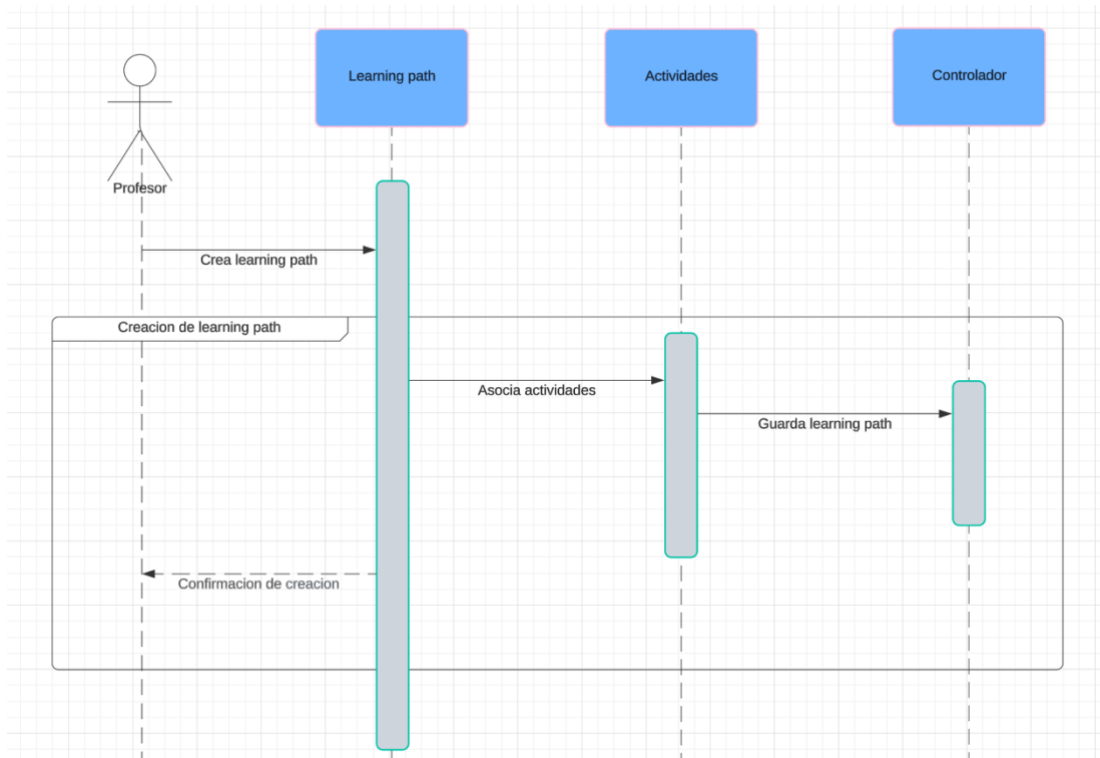 Learning path
Actividades
Controlador
Profesor
Crea learning path
Creacion de learning path
Asocia actividades
Guarda learning path
Confirmacion de creacion